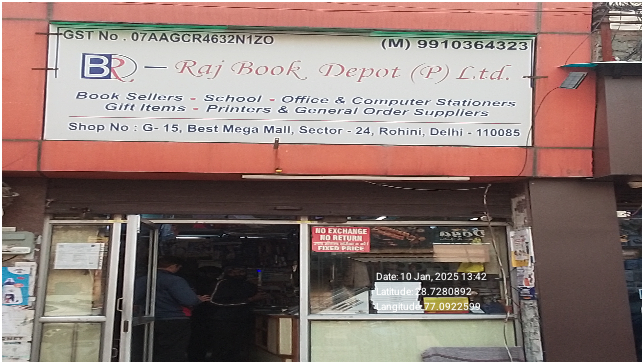 GST No . 07AAGCR4632N1ZO
(M) 9910364323
BR - Raj Book Depot (P) Ltd.
Book Sellers - School - Office & Computer Stationers
Gift Items - Printers & General Order Suppliers
Shop No : G- 15, Best Mega Mall, Sector - 24, Rohini, Delhi - 110085
NO EXCHANGE
NO RETURN
FIXED PRICE
Date: 10 Jan, 2025 13:42
Latitude: 28.7280892
Langitude: 77.0922599